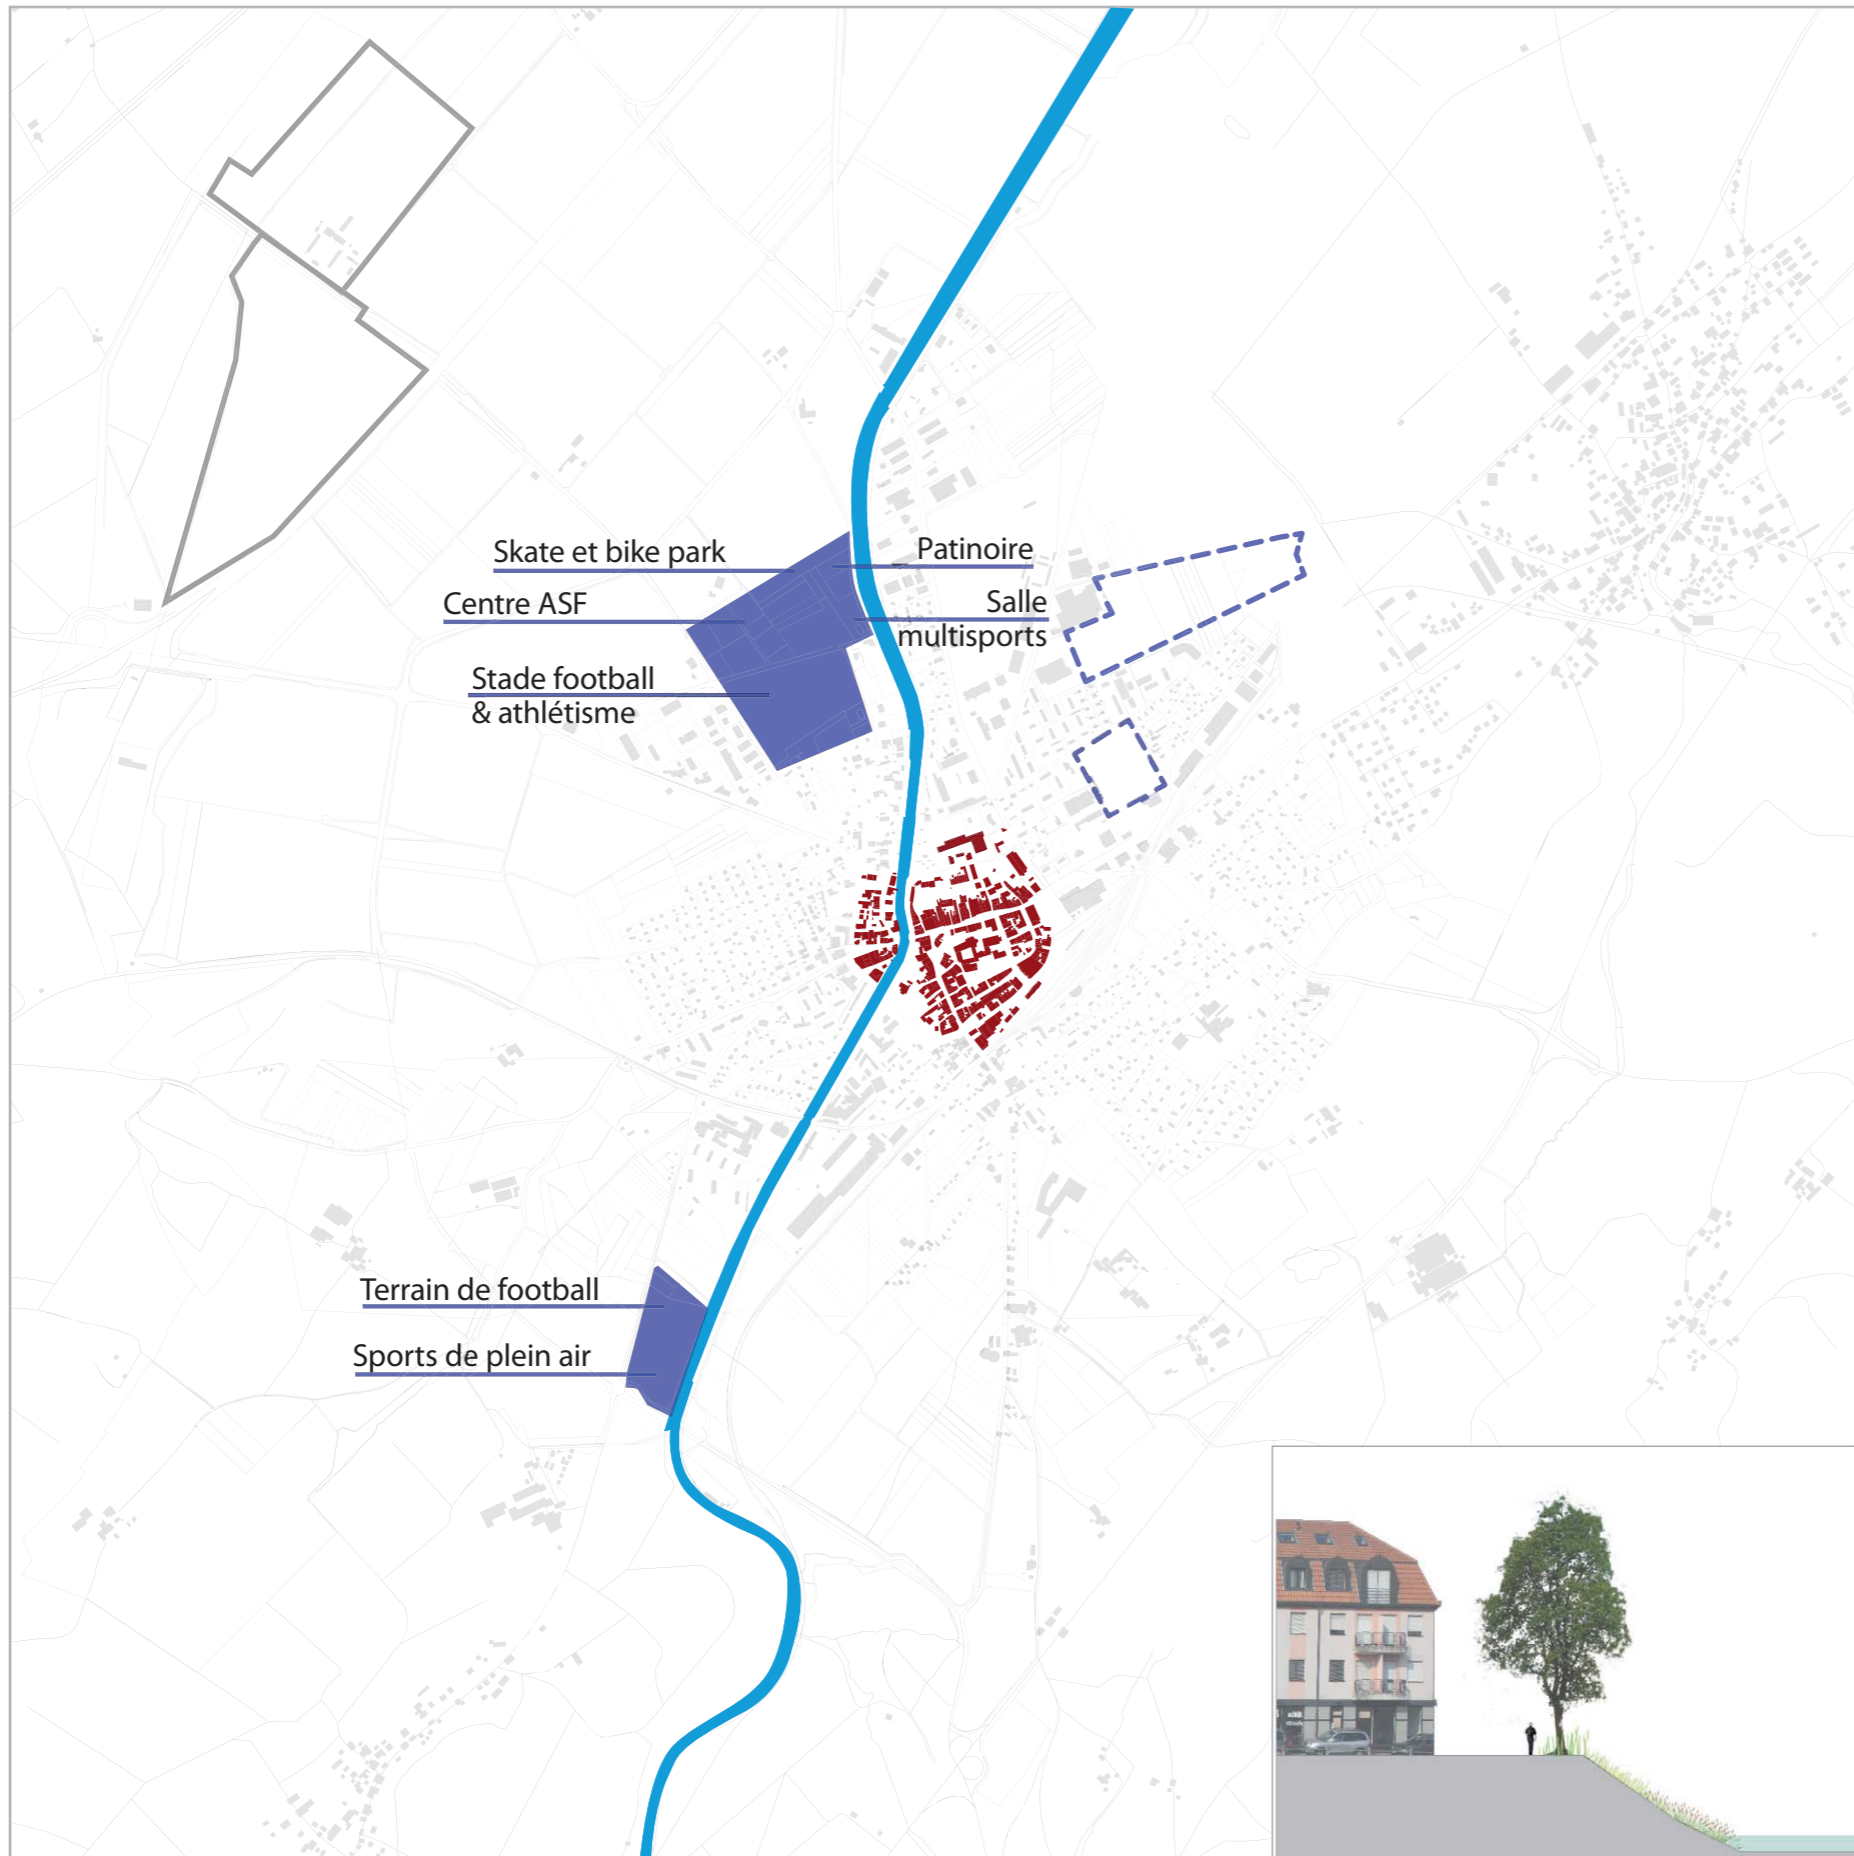 Skate et bike park
Patinoire
Centre ASF
Salle
multisports
Stade football
& athlétisme
Terrain de football
Sports de plein air